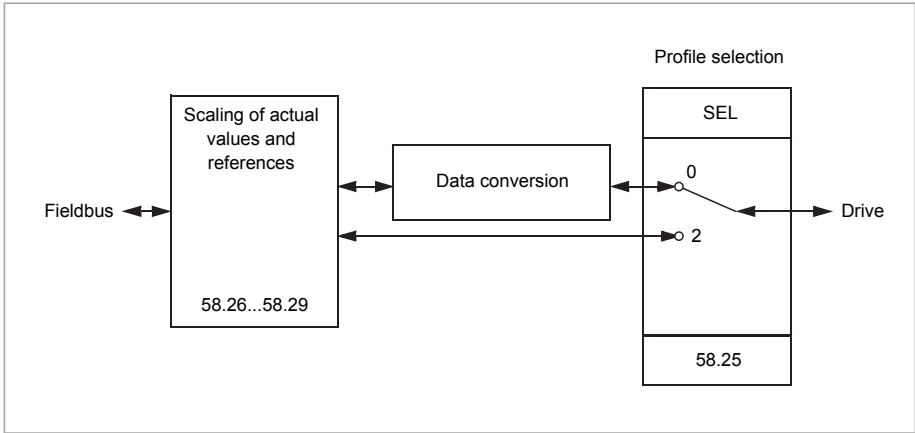 Profile selection
Scaling of actual
values and
references
SEL
Data conversion
0
Fieldbus
Drive
2
58.26...58.29
58.25